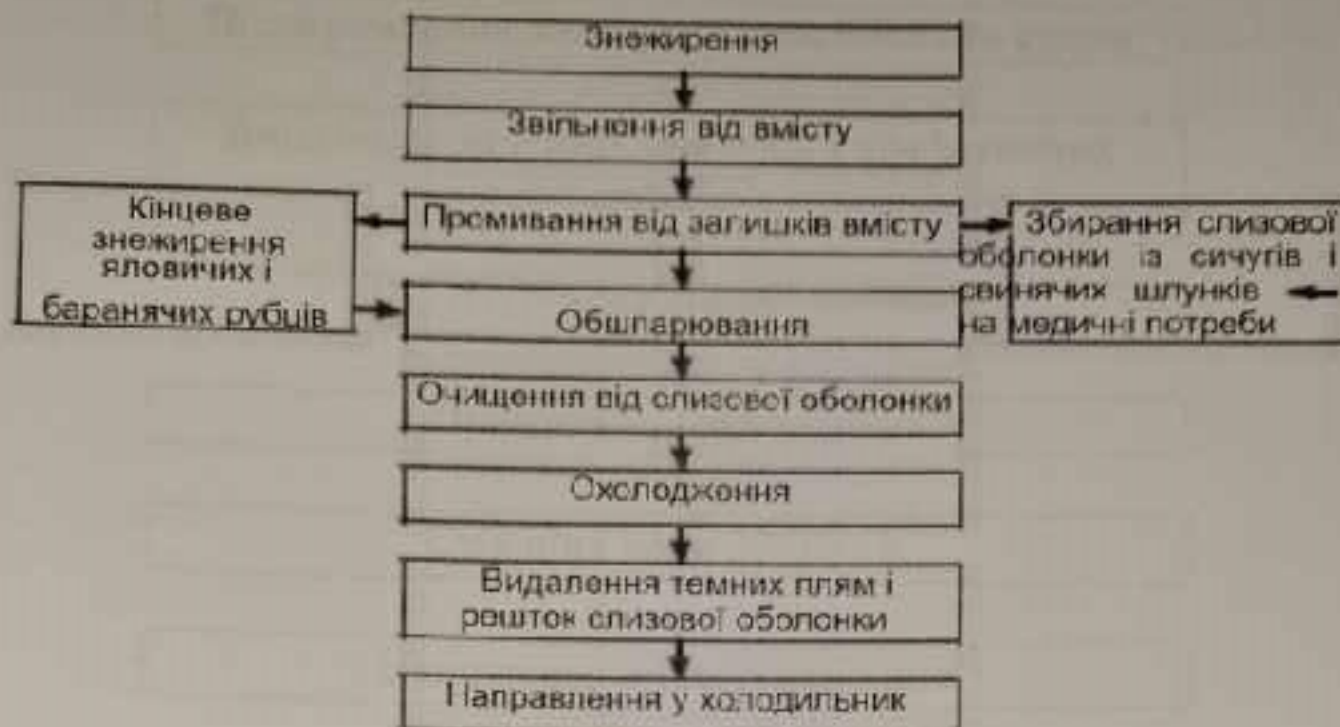 Знежирення
Звільнення від вмісту
Промивання від залишків вмісту
Кінцеве
знежирення
яловичих і
баранячих рубців
Збирання слизової
оболонки із сичугів і
свинячих шлунків
на медичні потреби
Обшпарювання
Очищення від слизової оболонки
Охолодження
Видалення темних плям і
решток слизової оболонки
Направлення у холодильник